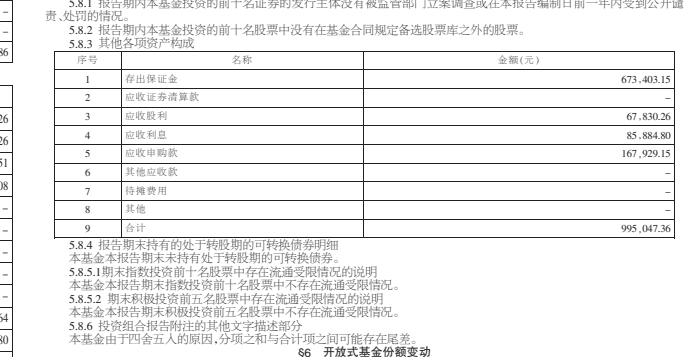 5.8.1 报告期内本基金投资的前十名证券的发行主体没有被监管部门立案调查或在本报告编制日前一年内受到公开谴
责、处罚的情况。
5.8.2 报告期内本基金投资的前十名股票中没有在基金合同规定备选股票库之外的股票。
5.8.3 其他各项资产构成
序号 名称 金额(元)
1 存出保证金 673,403.15
2 应收证券清算款 –
3 应收股利 67,830.26
4 应收利息 85,884.80
5 应收申购款 167,929.15
6 其他应收款 –
7 待摊费用 –
8 其他 –
9 合计 995,047.36
5.8.4 报告期末持有的处于转股期的可转换债券明细
本基金本报告期末未持有处于转股期的可转换债券。
5.8.5.1期末指数投资前十名股票中存在流通受限情况的说明
本基金本报告期末指数投资前十名股票中不存在流通受限情况。
5.8.5.2 期末积极投资前五名股票中存在流通受限情况的说明
本基金本报告期末积极投资前五名股票中不存在流通受限情况。
5.8.6 投资组合报告附注的其他文字描述部分
本基金由于四舍五入的原因,分项之和与合计项之间可能存在尾差。
§6 开放式基金份额变动